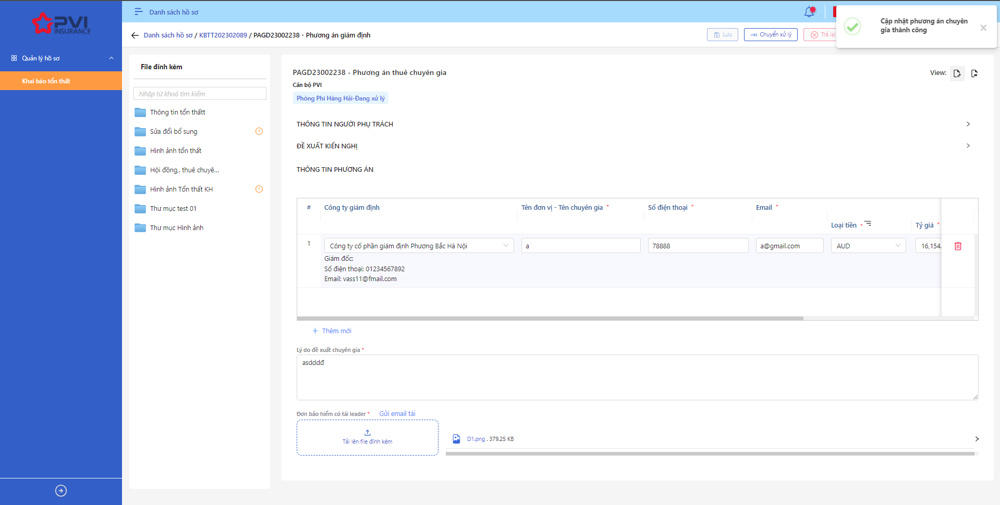 PVI
INSURANCE
Quản lý hồ sơ
Khai báo tổn thất
Danh sách hồ sơ
Cập nhật phương án chuyên
gia thành công
Danh sách hồ sơ / KBTT202302089 / PAGD23002238 - Phương án giám định
Lưu
Chuyển xử lý
Trả lại
File đính kèm
Nhập từ khoá tìm kiếm
Thông tin tổn thấtt
Sửa đổi bổ sung
Hình ảnh tổn thất
Hội đồng,. thuê chuyê...
Hình ảnh Tổn thất KH
Thư mục test 01
Thư mục Hình ảnh
PAGD23002238 - Phương án thuê chuyên gia
View:
Cán bộ PVI
Phòng Phi Hàng Hải-Đang xử lý
THÔNG TIN NGƯỜI PHỤ TRÁCH
ĐỀ XUẤT KIẾN NGHỊ
THÔNG TIN PHƯƠNG ÁN
# Công ty giám định Tên đơn vị - Tên chuyên gia * Số điện thoại * Email *
Loại tiền * Tỷ giá *
1 Công ty cổ phần giám định Phương Bắc Hà Nội a 78888 a@gmail.com AUD 16,154.
Giám đốc:
Số điện thoại: 01234567892
Email: vass11@fmail.com
+ Thêm mới
Lý do đề xuất chuyên gia *
asdddđ
Đơn bảo hiểm có tái leader * Gửi email tái
Tải lên file đính kèm
D1.png . 379.25 KB